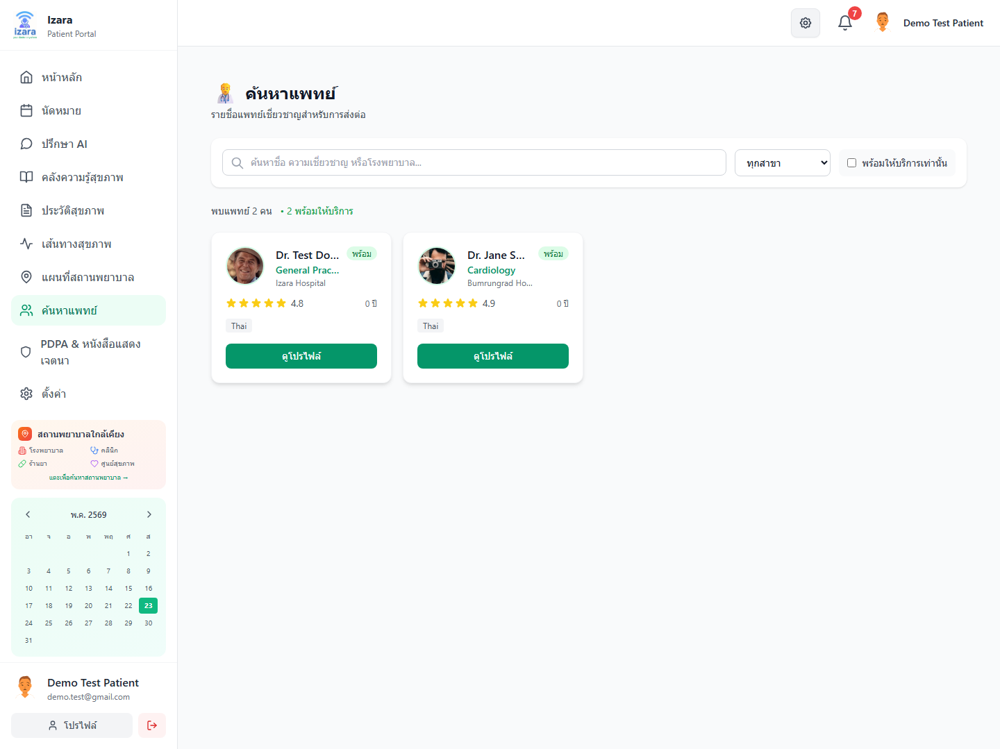 izara
Izara
Patient Portal
หน้าหลัก
นัดหมาย
ปรึกษา AI
คลังความรู้สุขภาพ
ประวัติสุขภาพ
เส้นทางสุขภาพ
แผนที่สถานพยาบาล
ค้นหาแพทย์
PDPA & หนังสือแสดง
เจตนา
ตั้งค่า
สถานพยาบาลใกล้เคียง
โรงพยาบาล
คลินิก
ร้านยา
ศูนย์สุขภาพ
แตะเพื่อค้นหาสถานพยาบาล →
พ.ค. 2569
อา จ อ พ พฤ ศ ส
1 2
3 4 5 6 7 8 9
10 11 12 13 14 15 16
17 18 19 20 21 22 23
24 25 26 27 28 29 30
31
Demo Test Patient
demo.test@gmail.com
โปรไฟล์
7
Demo Test Patient
ค้นหาแพทย์
รายชื่อแพทย์เชี่ยวชาญสำหรับการส่งต่อ
ค้นหาชื่อ ความเชี่ยวชาญ หรือโรงพยาบาล...
ทุกสาขา
พร้อมให้บริการเท่านั้น
พบแพทย์ 2 คน • 2 พร้อมให้บริการ
Dr. Test Do...
พร้อม
General Prac...
Izara Hospital
4.8
0 ปี
Thai
ดูโปรไฟล์
Dr. Jane S...
พร้อม
Cardiology
Bumrungrad Ho...
4.9
0 ปี
Thai
ดูโปรไฟล์